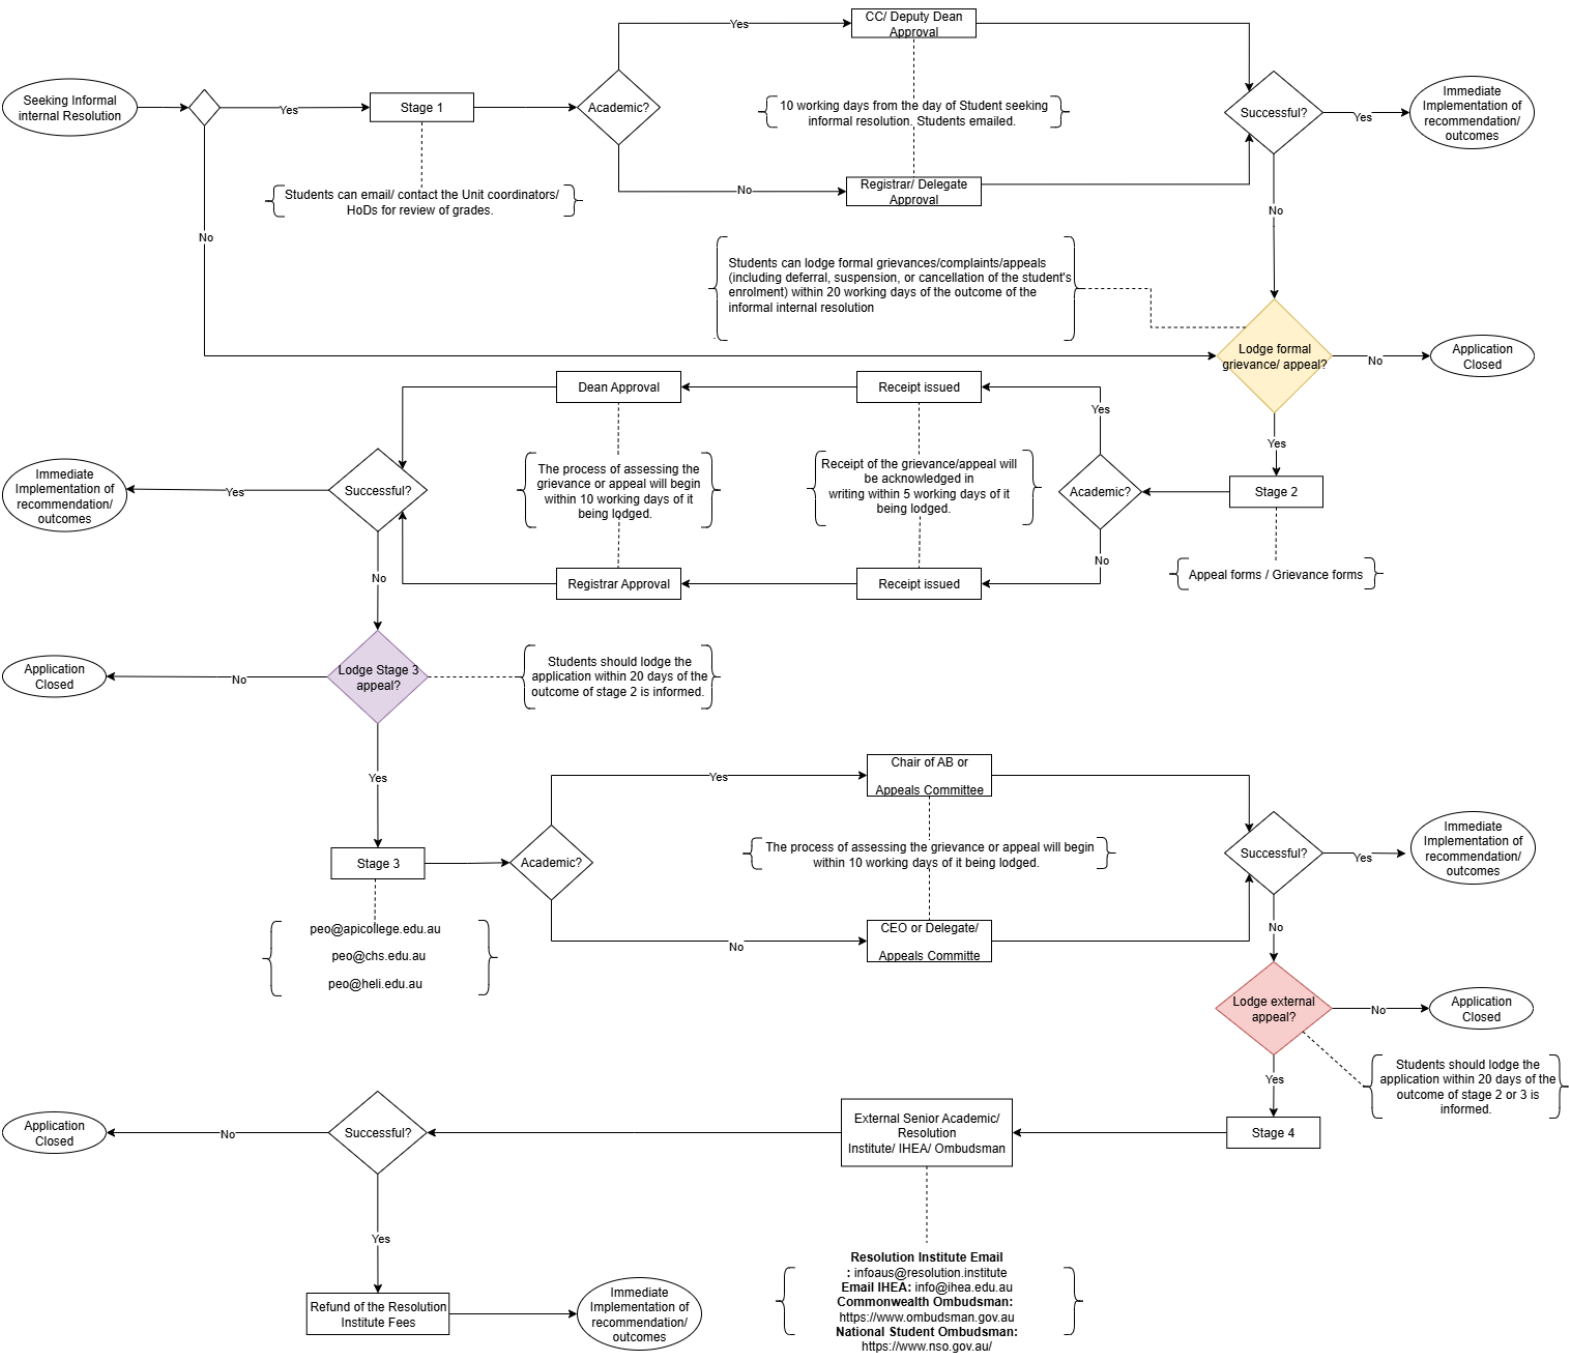 Yes
CC/ Deputy Dean
Approval
Seeking Informal
internal Resolution
Yes
Stage 1
Academic?
10 working days from the day of Student seeking
informal resolution. Students emailed.
Successful?
Yes
Immediate
Implementation of
recommendation/
outcomes
Students can email/ contact the Unit coordinators/
HoDs for review of grades.
No
Registrar/ Delegate
Approval
No
No
Students can lodge formal grievances/complaints/appeals
(including deferral, suspension, or cancellation of the student's
enrolment) within 20 working days of the outcome of the
informal internal resolution
Lodge formal
grievance/ appeal?
No
Application
Closed
Dean Approval
Receipt issued
Yes
Yes
Immediate
Implementation of
recommendation/
outcomes
Yes
Successful?
The process of assessing the
grievance or appeal will begin
within 10 working days of it
being lodged.
Receipt of the grievance/appeal will
be acknowledged in
writing within 5 working days of it
being lodged.
Academic?
Stage 2
No
No
Registrar Approval
Receipt issued
Appeal forms / Grievance forms
Application
Closed
No
Lodge Stage 3
appeal?
Students should lodge the
application within 20 days of the
outcome of stage 2 is informed.
Yes
Yes
Chair of AB or
Appeals Committee
Stage 3
Academic?
The process of assessing the grievance or appeal will begin
within 10 working days of it being lodged.
Successful?
Yes
Immediate
Implementation of
recommendation/
outcomes
peo@apicollege.edu.au
peo@chs.edu.au
peo@heli.edu.au
No
CEO or Delegate/
Appeals Committe
No
Lodge external
appeal?
No
Application
Closed
Students should lodge the
application within 20 days of the
outcome of stage 2 or 3 is
informed.
Yes
Application
Closed
No
Successful?
External Senior Academic/
Resolution
Institute/ IHEA/ Ombudsman
Stage 4
Yes
Refund of the Resolution
Institute Fees
Immediate
Implementation of
recommendation/
outcomes
Resolution Institute Email
: infoaus@resolution.institute
Email IHEA: info@ihea.edu.au
Commonwealth Ombudsman:
https://www.ombudsman.gov.au
National Student Ombudsman:
https://www.nso.gov.au/